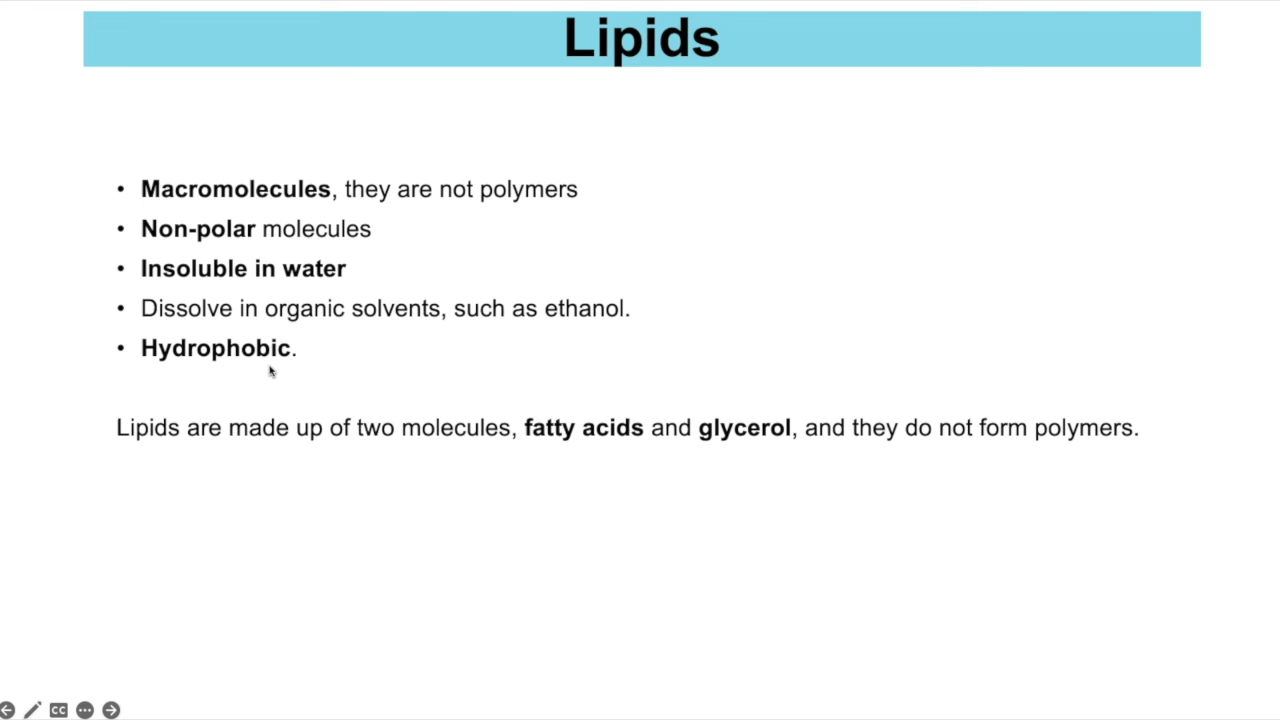 Lipids
• Macromolecules, they are not polymers
• Non-polar molecules
• Insoluble in water
• Dissolve in organic solvents, such as ethanol.
• Hydrophobic.
Lipids are made up of two molecules, fatty acids and glycerol, and they do not form polymers.
CC